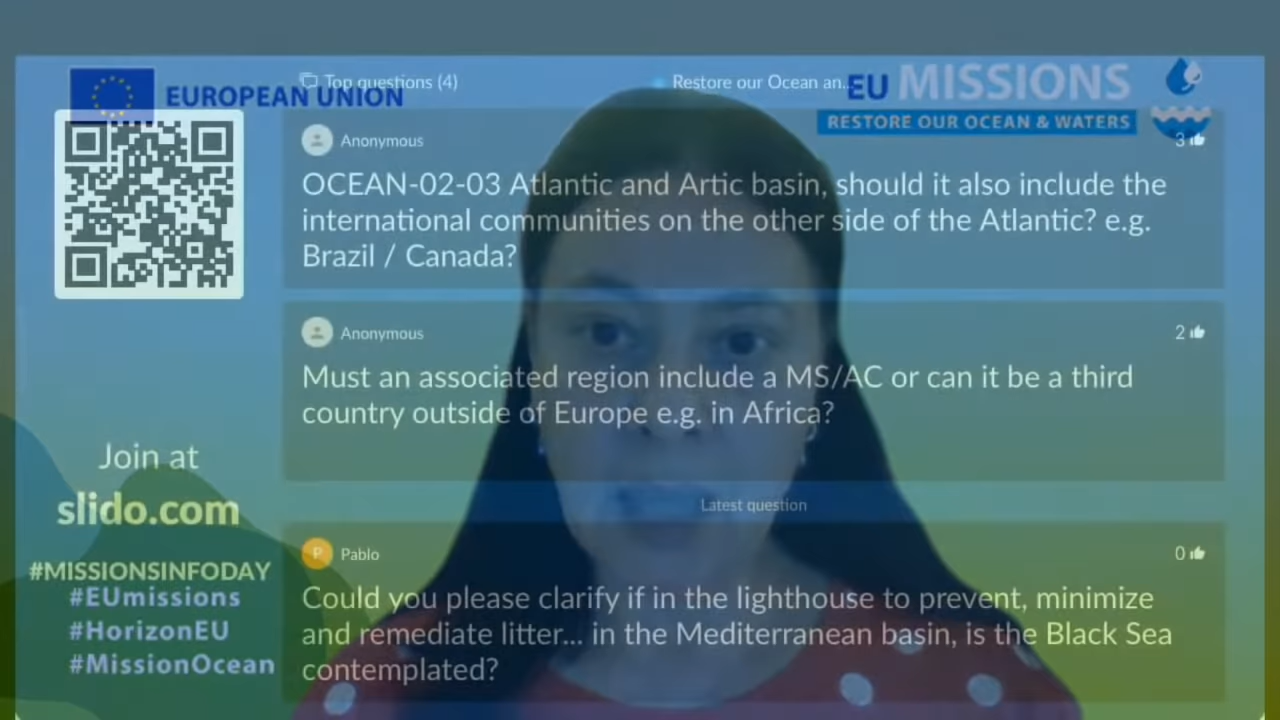 Top questions (4)
Restore our Ocean an...
EUROPEAN UNION
EU MISSIONS
RESTORE OUR OCEAN & WATERS
Anonymous
3
OCEAN-02-03 Atlantic and Artic basin, should it also include the
international communities on the other side of the Atlantic? e.g.
Brazil / Canada?
Anonymous
2
Must an associated region include a MS/AC or can it be a third
country outside of Europe e.g. in Africa?
Join at
slido.com
#MISSIONSINFODAY
#EUmissions
#HorizonEU
#MissionOcean
Latest question
P
Pablo
0
Could you please clarify if in the lighthouse to prevent, minimize
and remediate litter... in the Mediterranean basin, is the Black Sea
contemplated?